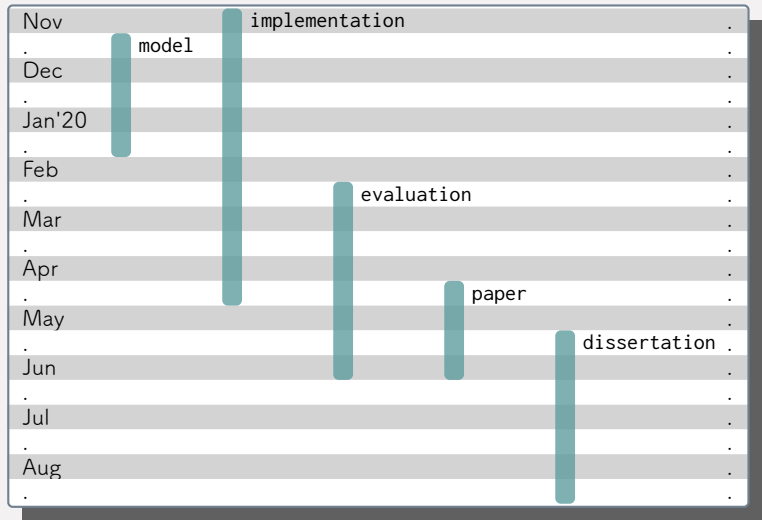 Nov implementation .
. model .
Dec .
. .
Jan'20 .
. .
Feb .
. evaluation .
Mar .
. .
Apr .
. paper .
May .
. dissertation .
Jun .
. .
Jul .
. .
Aug .
. .